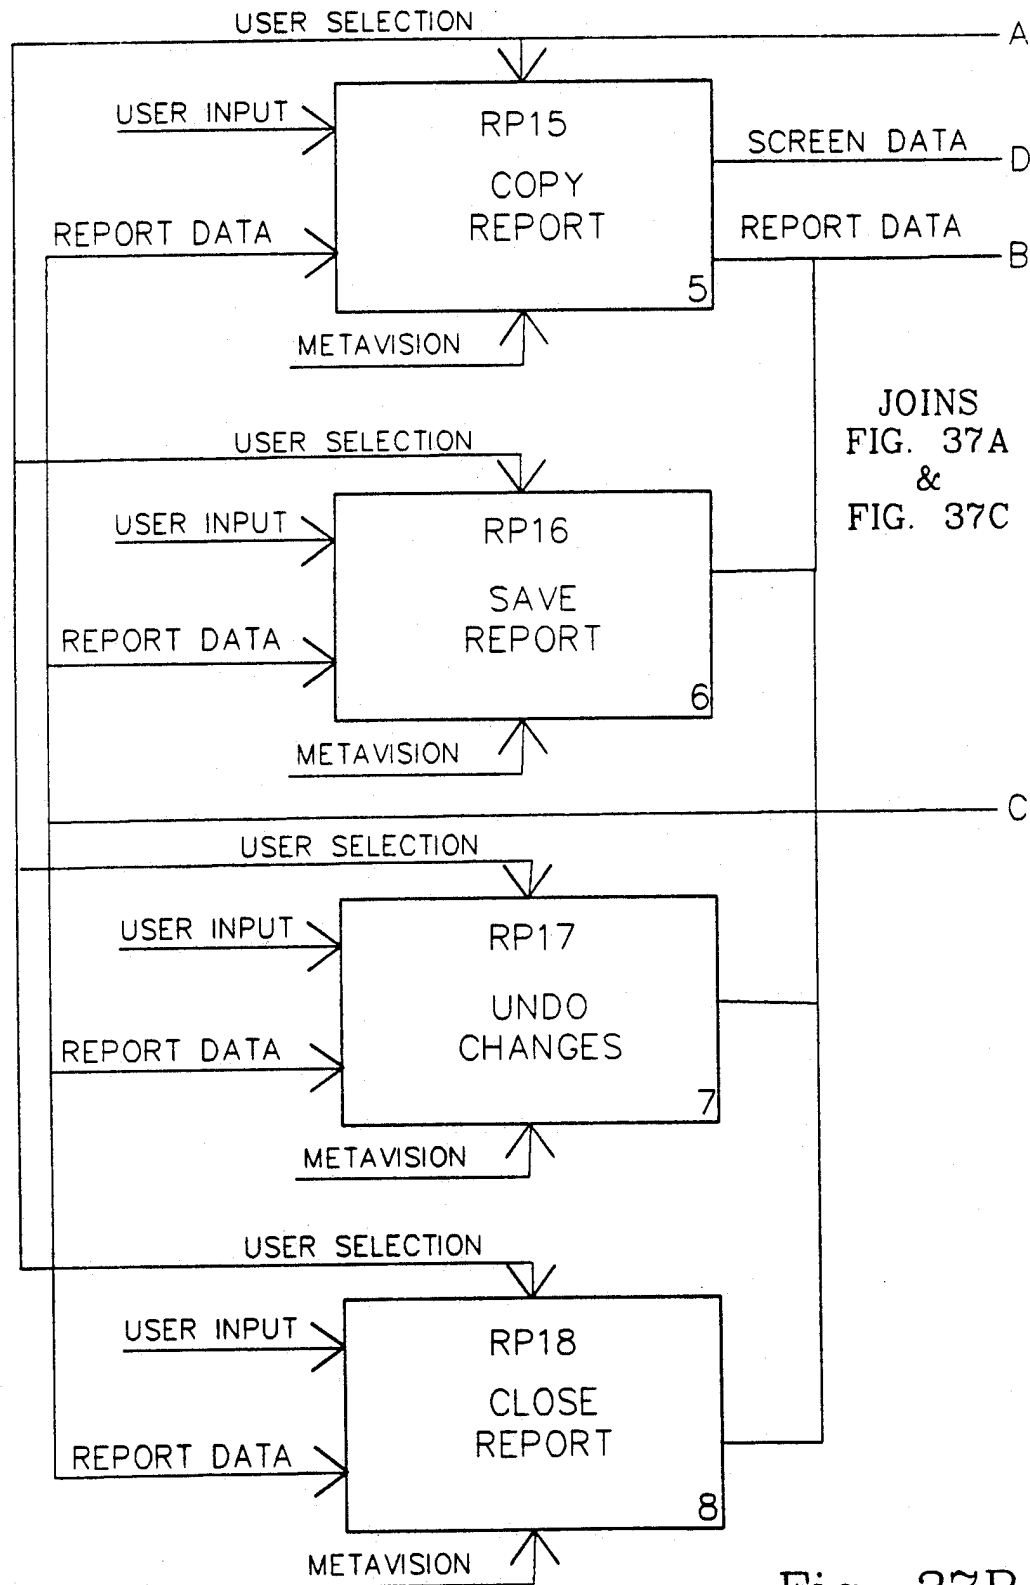 USER SELECTION
A
USER INPUT
RP15
COPY
REPORT
5
SCREEN DATA
D
REPORT DATA
REPORT DATA
B
METAVISION
JOINS
FIG. 37A
&
FIG. 37C
USER SELECTION
USER INPUT
RP16
SAVE
REPORT
6
REPORT DATA
METAVISION
C
USER SELECTION
USER INPUT
RP17
UNDO
CHANGES
7
REPORT DATA
METAVISION
USER SELECTION
USER INPUT
RP18
CLOSE
REPORT
8
REPORT DATA
METAVISION
Fig. 37B